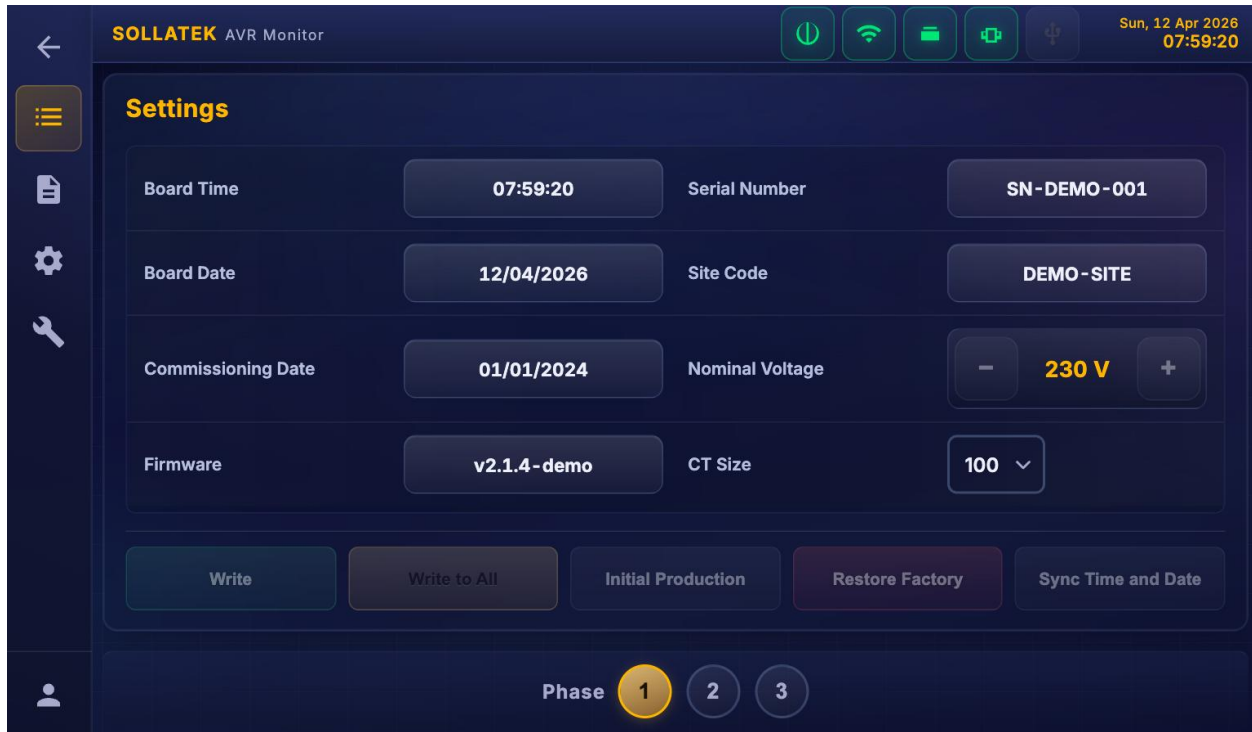 SOLLATEK AVR Monitor
Sun, 12 Apr 2026
07:59:20
Settings
Board Time 07:59:20 Serial Number SN-DEMO-001
Board Date 12/04/2026 Site Code DEMO-SITE
Commissioning Date 01/01/2024 Nominal Voltage − 230 V +
Firmware v2.1.4-demo CT Size 100
Write Write to All Initial Production Restore Factory Sync Time and Date
Phase 1 2 3